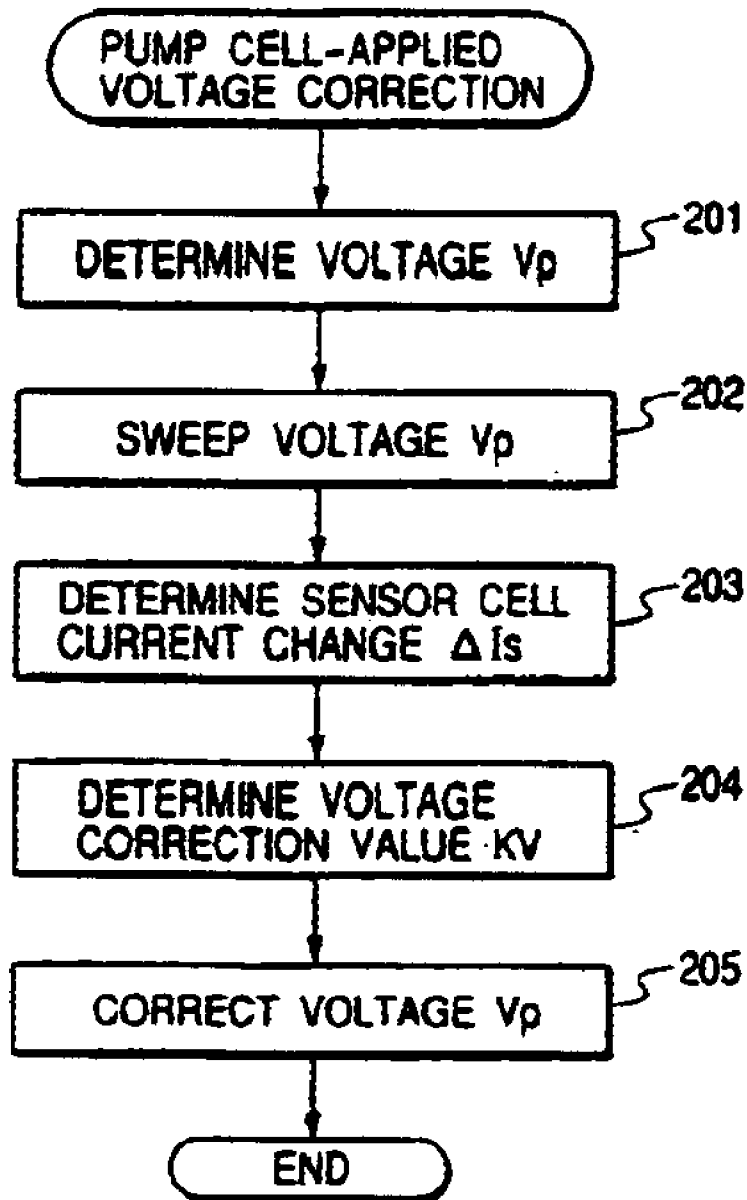 PUMP CELL-APPLIED
VOLTAGE CORRECTION
201
DETERMINE VOLTAGE Vp
202
SWEEP VOLTAGE Vp
203
DETERMINE SENSOR CELL
CURRENT CHANGE Δ Is
204
DETERMINE VOLTAGE
CORRECTION VALUE KV
205
CORRECT VOLTAGE Vp
END